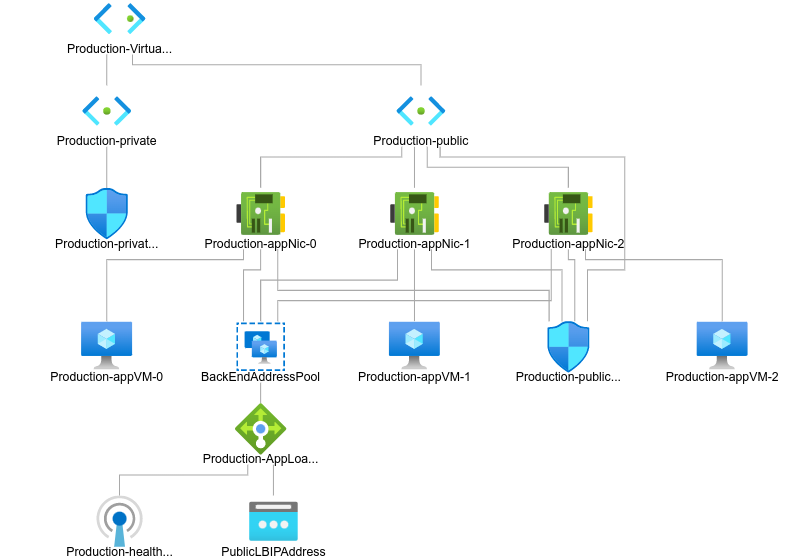 Production-Virtua...
Production-private
Production-public
Production-privat...
Production-appNic-0
Production-appNic-1
Production-appNic-2
Production-appVM-0
BackEndAddressPool
Production-appVM-1
Production-public...
Production-appVM-2
Production-AppLoa...
Production-health...
PublicLBIPAddress